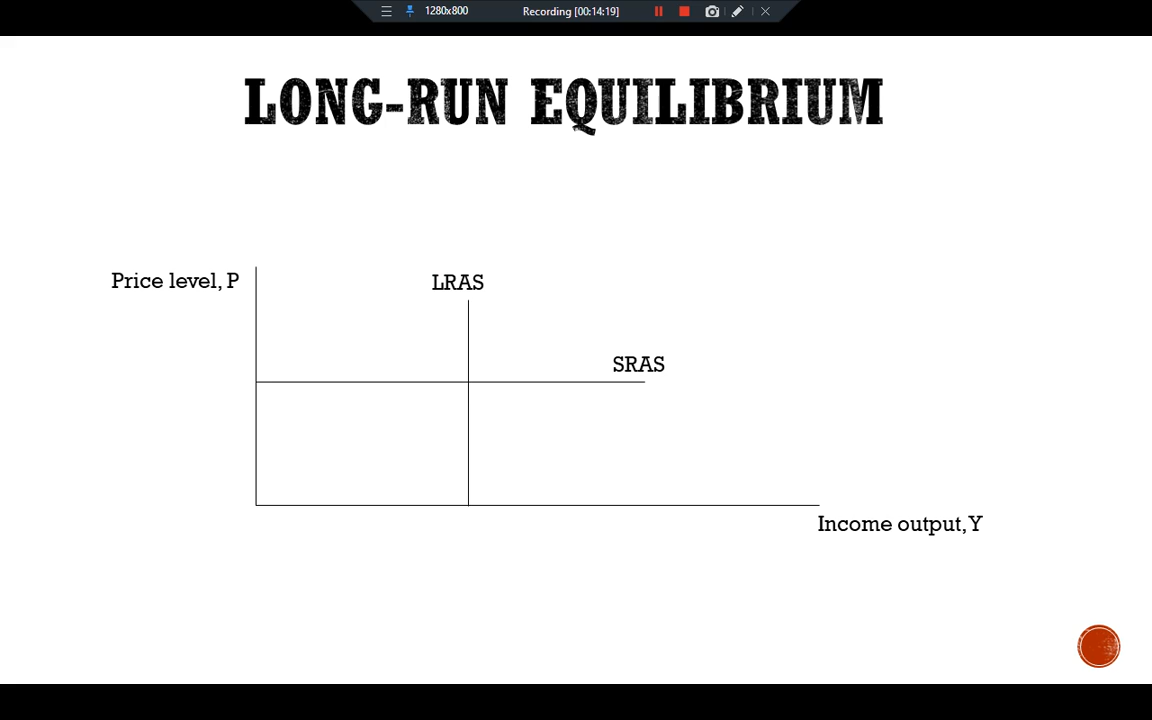 1280x800 Recording [00:14:19]
LONG-RUN EQUILIBRIUM
Price level, P
LRAS
SRAS
Income output, Y